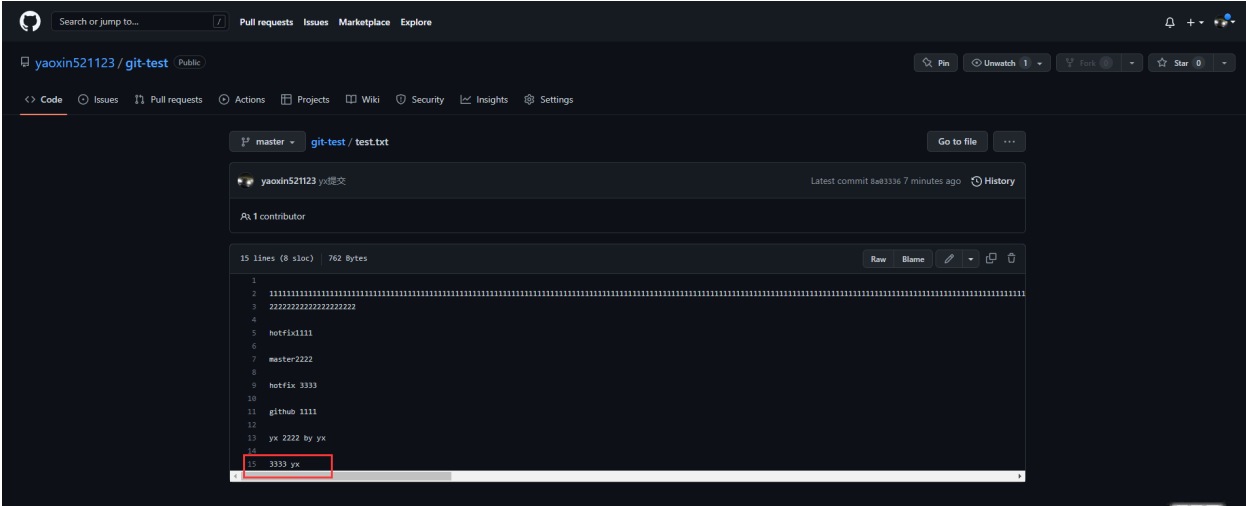 Search or jump to... / Pull requests Issues Marketplace Explore
yaoxin521123 / git-test Public Pin Unwatch 1 Fork 0 Star 0
Code Issues Pull requests Actions Projects Wiki Security Insights Settings
master git-test / test.txt Go to file ...
yaoxin521123 yx提交 Latest commit 8a03336 7 minutes ago History
1 contributor
15 lines (8 sloc) 762 Bytes Raw Blame
1
2
3 22222222222222222222
4
5 hotfix1111
6
7 master2222
8
9 hotfix 3333
10
11 github 1111
12
13 yx 2222 by yx
14
15 3333 yx